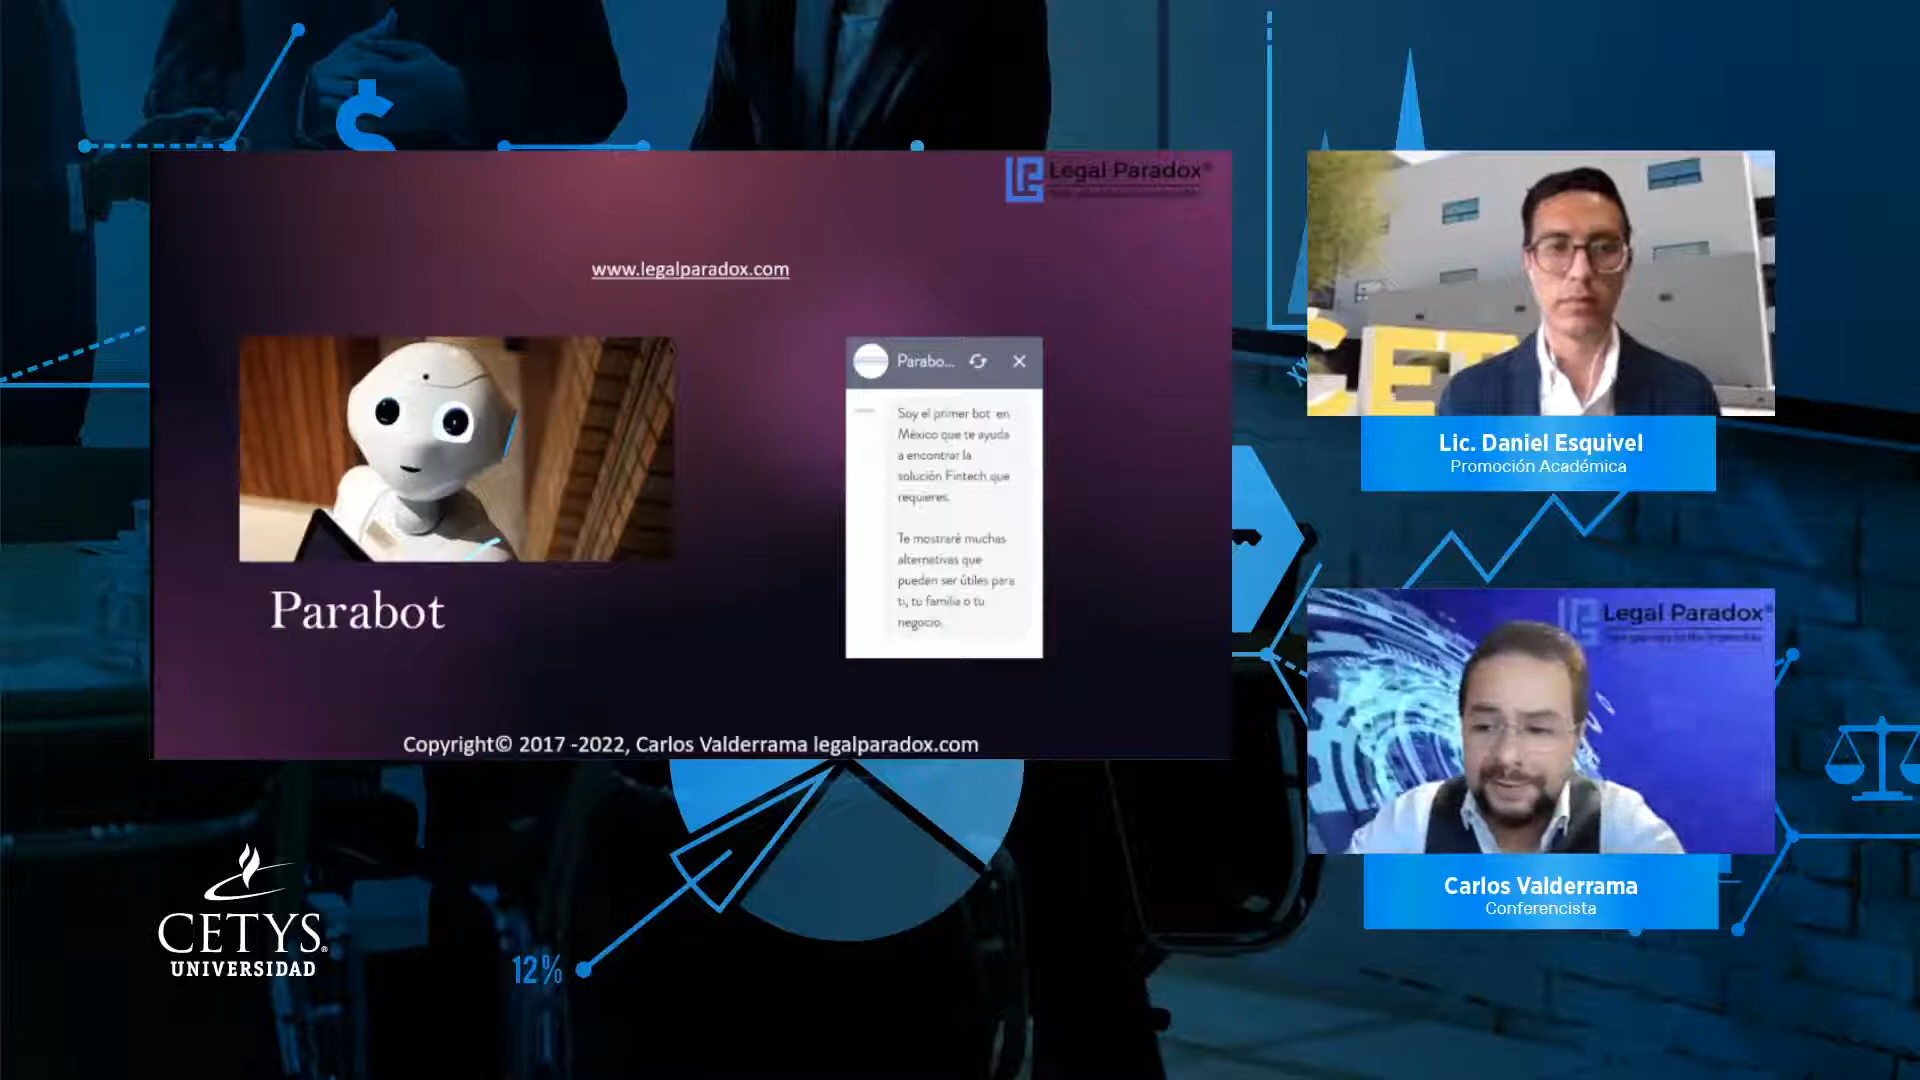 Legal Paradox®
www.legalparadox.com
Parabo...
Soy el primer bot en
México que te ayuda
a encontrar la
solución Fintech que
requieres.
Te mostraré muchas
alternativas que
pueden ser útiles para
ti, tu familia o tu
negocio.
Parabot
Copyright© 2017 -2022, Carlos Valderrama legalparadox.com
CET
Lic. Daniel Esquivel
Promoción Académica
Legal Paradox®
Carlos Valderrama
Conferencista
CETYS®
UNIVERSIDAD
12%
$